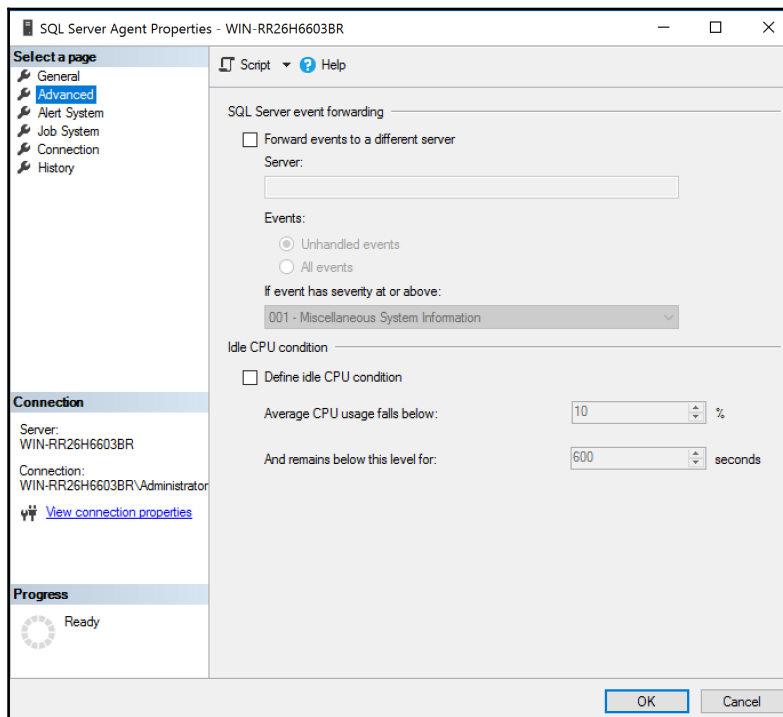 SQL Server Agent Properties - WIN-RR26H6603BR
Select a page
General
Advanced
Alert System
Job System
Connection
History
Script
Help
SQL Server event forwarding
Forward events to a different server
Server:
Events:
Unhandled events
All events
If event has severity at or above:
001 - Miscellaneous System Information
Idle CPU condition
Define idle CPU condition
Average CPU usage falls below: 10 %
And remains below this level for: 600 seconds
Connection
Server:
WIN-RR26H6603BR
Connection:
WIN-RR26H6603BR\Administrator
View connection properties
Progress
Ready
OK Cancel